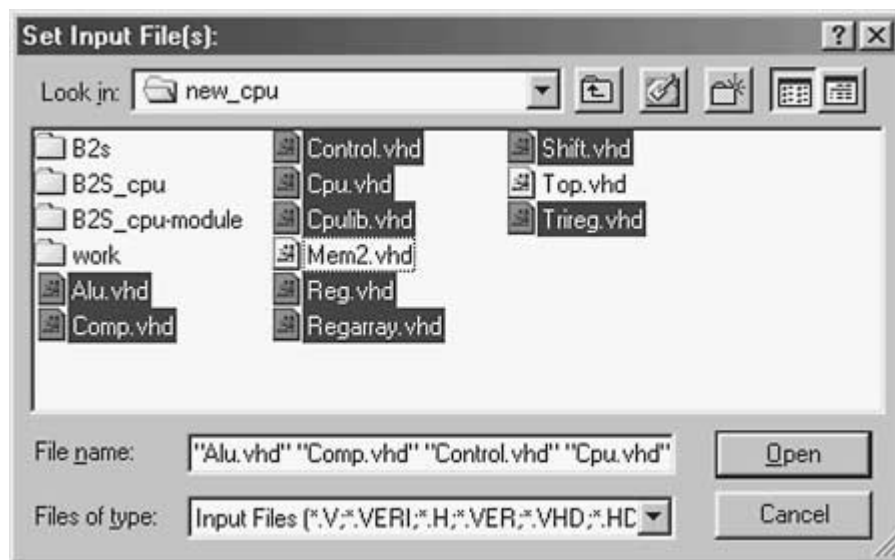 Set Input File(s):
Look in: new_cpu
B2s
B2S_cpu
B2S_cpu-module
work
Alu.vhd
Comp.vhd
Control.vhd
Cpu.vhd
Cpulib.vhd
Mem2.vhd
Reg.vhd
Regarray.vhd
Shift.vhd
Top.vhd
Trireg.vhd
File name: "Alu.vhd" "Comp.vhd" "Control.vhd" "Cpu.vhd"
Open
Files of type: Input Files (*.V;*.VERI;*.H;*.VER;*.VHD;*.HD
Cancel